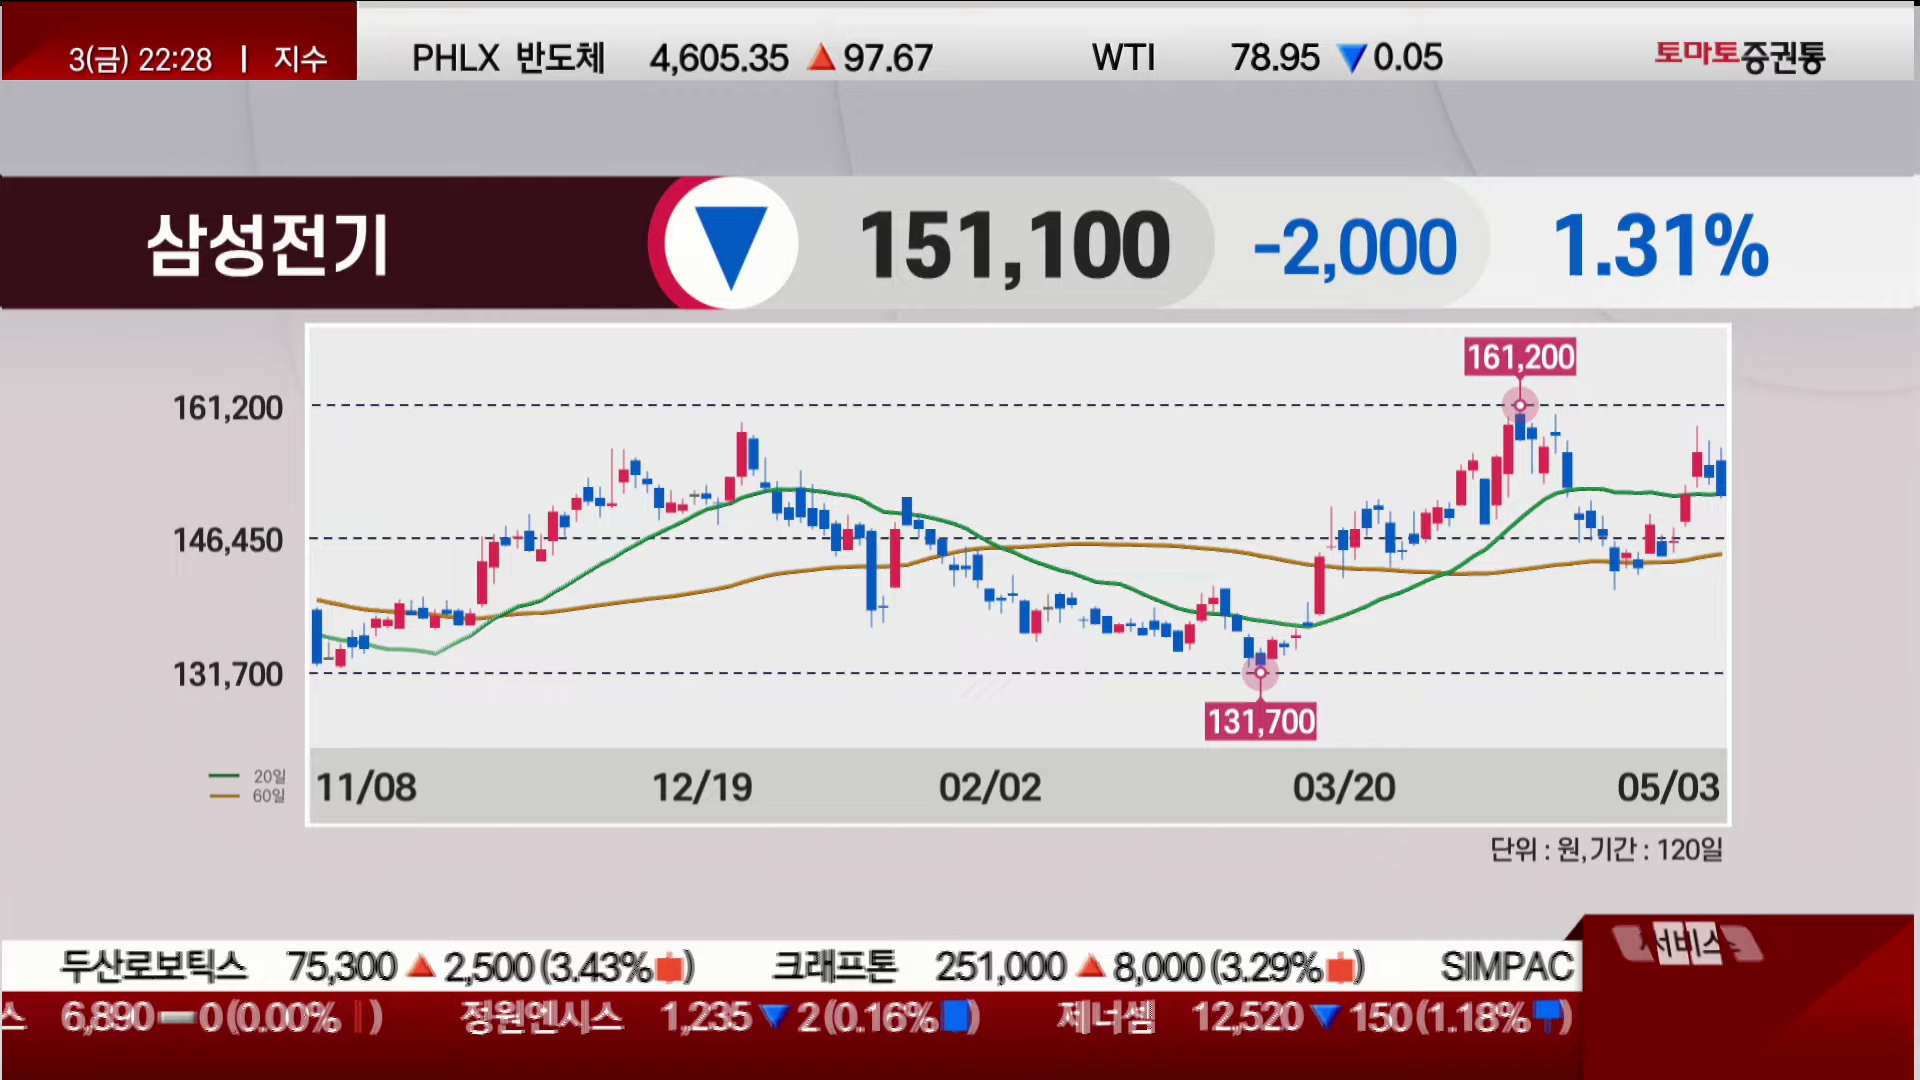 3(금) 22:28 | 지수 PHLX 반도체 4,605.35 ▲ 97.67 WTI 78.95 ▼ 0.05 토마토증권통
삼성전기 ▼ 151,100 -2,000 1.31%
161,200
161,200
146,450
131,700
131,700
20일
60일
11/08 12/19 02/02 03/20 05/03
단위 : 원, 기간 : 120일
두산로보틱스 75,300 ▲ 2,500 (3.43%) 크래프톤 251,000 ▲ 8,000 (3.29%) SIMPAC
서비스
스 6,890 0 (0.00%) 정원엔시스 1,235 ▼ 2 (0.16%) 제너셈 12,520 ▼ 150 (1.18%)